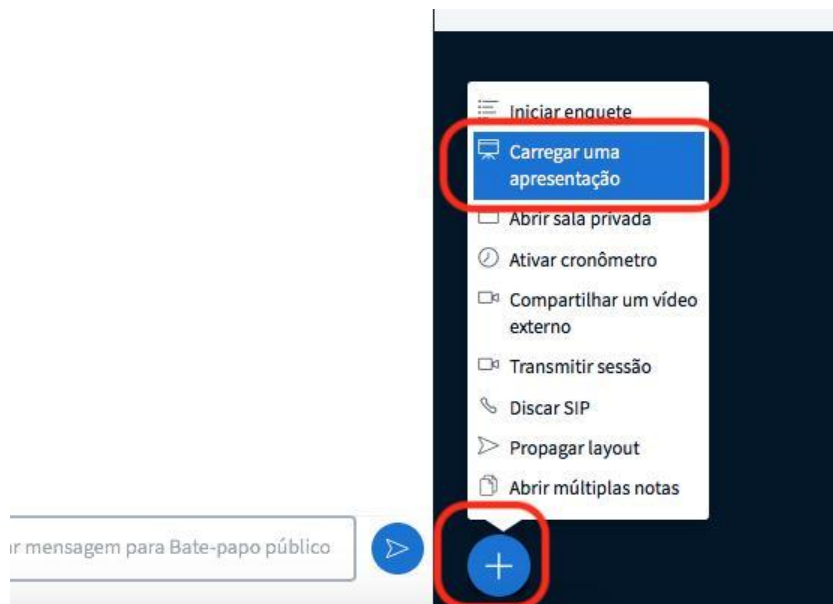 Iniciar enquete
Carregar uma
apresentação
Abrir sala privada
Ativar cronômetro
Compartilhar um vídeo
externo
Transmitir sessão
Discar SIP
Propagar layout
Abrir múltiplas notas
r mensagem para Bate-papo público